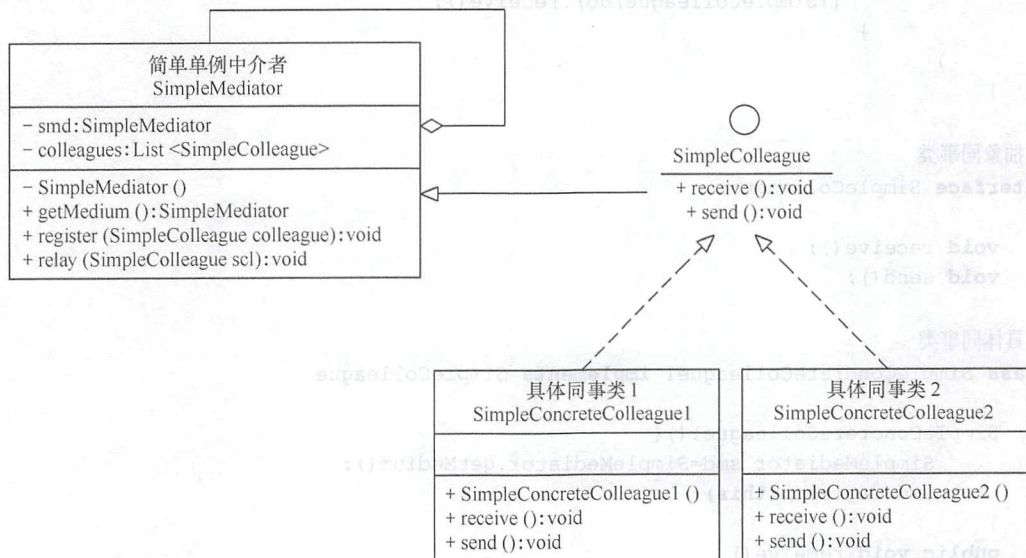 简单单例中介者
SimpleMediator
− smd:SimpleMediator
− colleagues:List <SimpleColleague>
− SimpleMediator ()
+ getMedium ():SimpleMediator
+ register (SimpleColleague colleague):void
+ relay (SimpleColleague scl):void
SimpleColleague
+ receive ():void
+ send ():void
具体同事类1
SimpleConcreteColleague1
+ SimpleConcreteColleague1 ()
+ receive ():void
+ send ():void
具体同事类2
SimpleConcreteColleague2
+ SimpleConcreteColleague2 ()
+ receive ():void
+ send ():void